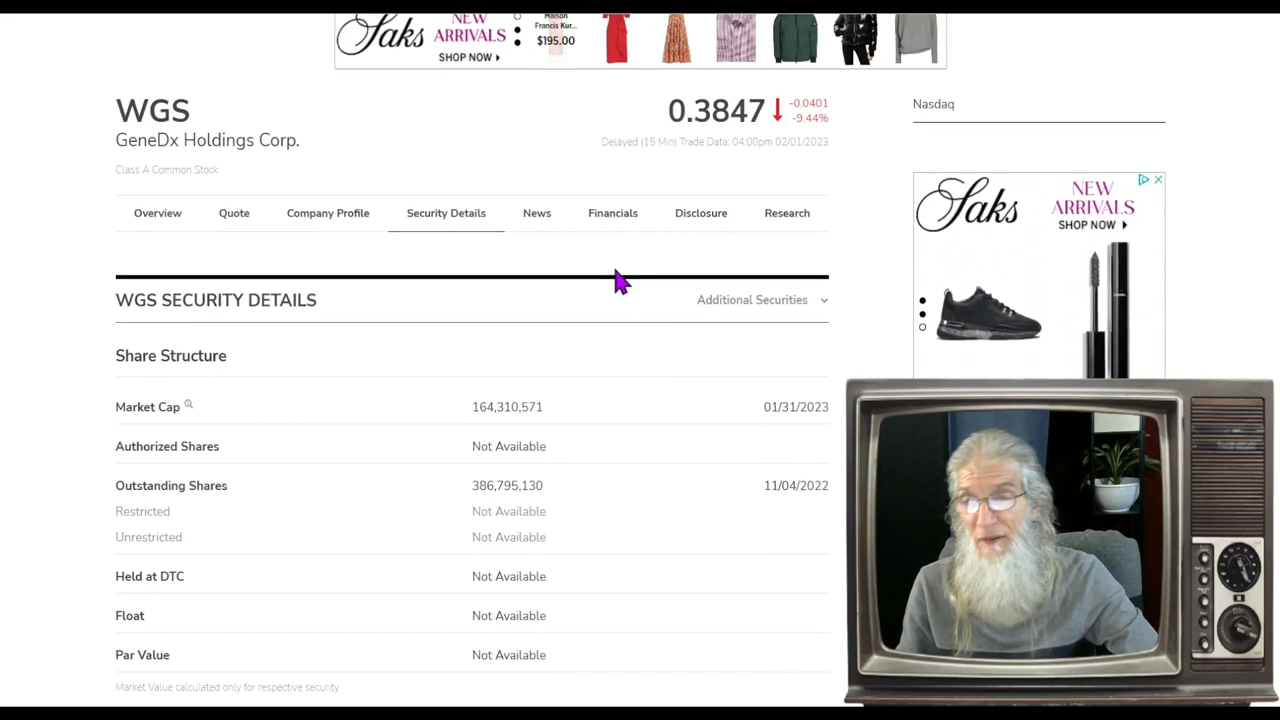 Saks
NEW
ARRIVALS
SHOP NOW
Maison
Francis Kur...
$195.00
WGS
GeneDx Holdings Corp.
Class A Common Stock
0.3847
-0.0401
-9.44%
Delayed (15 Min) Trade Data: 04:00pm 02/01/2023
Nasdaq
Overview Quote Company Profile Security Details News Financials Disclosure Research
Saks
NEW
ARRIVALS
SHOP NOW
WGS SECURITY DETAILS
Additional Securities
Share Structure
Market Cap 164,310,571 01/31/2023
Authorized Shares Not Available
Outstanding Shares 386,795,130 11/04/2022
Restricted Not Available
Unrestricted Not Available
Held at DTC Not Available
Float Not Available
Par Value Not Available
Market Value calculated only for respective security